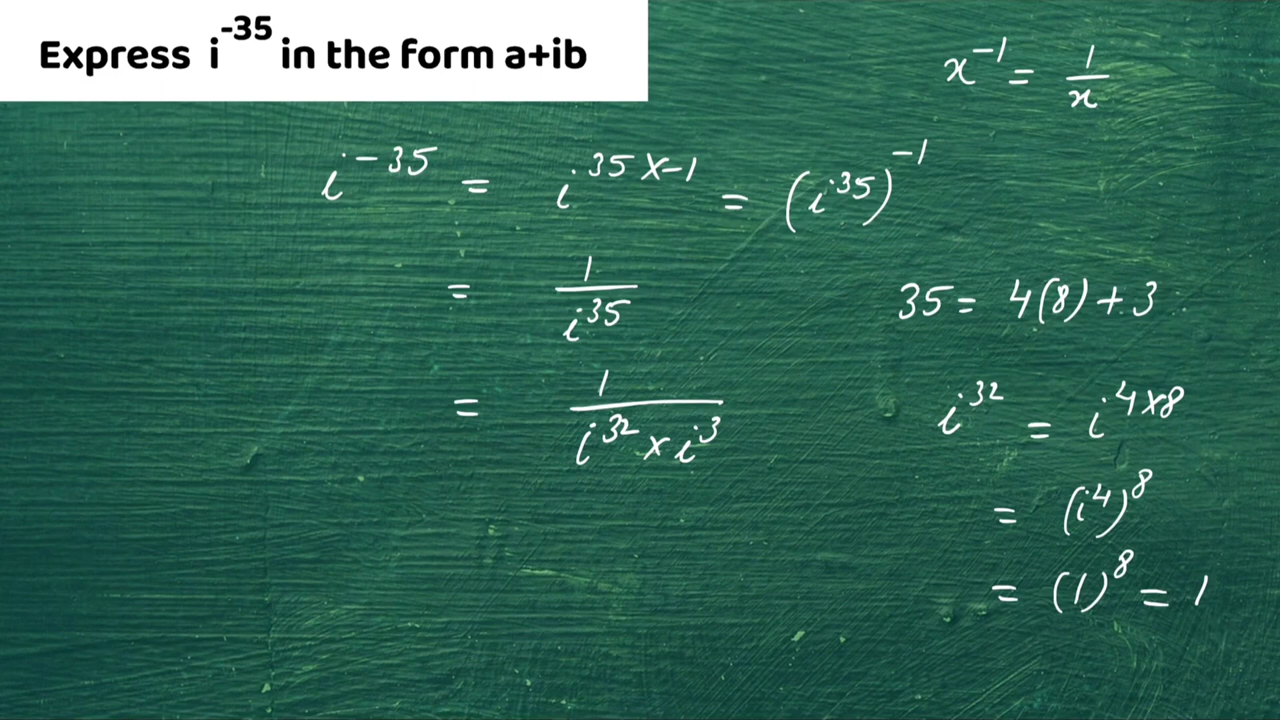 Express i^-35 in the form a+ib
x^-1 = 1/x
i^-35 = i^35×-1 = (i^35)^-1
= 1/i^35
35 = 4(8)+3
= 1/(i^32 × i^3)
i^32 = i^4×8
= (i^4)^8
= (1)^8 = 1